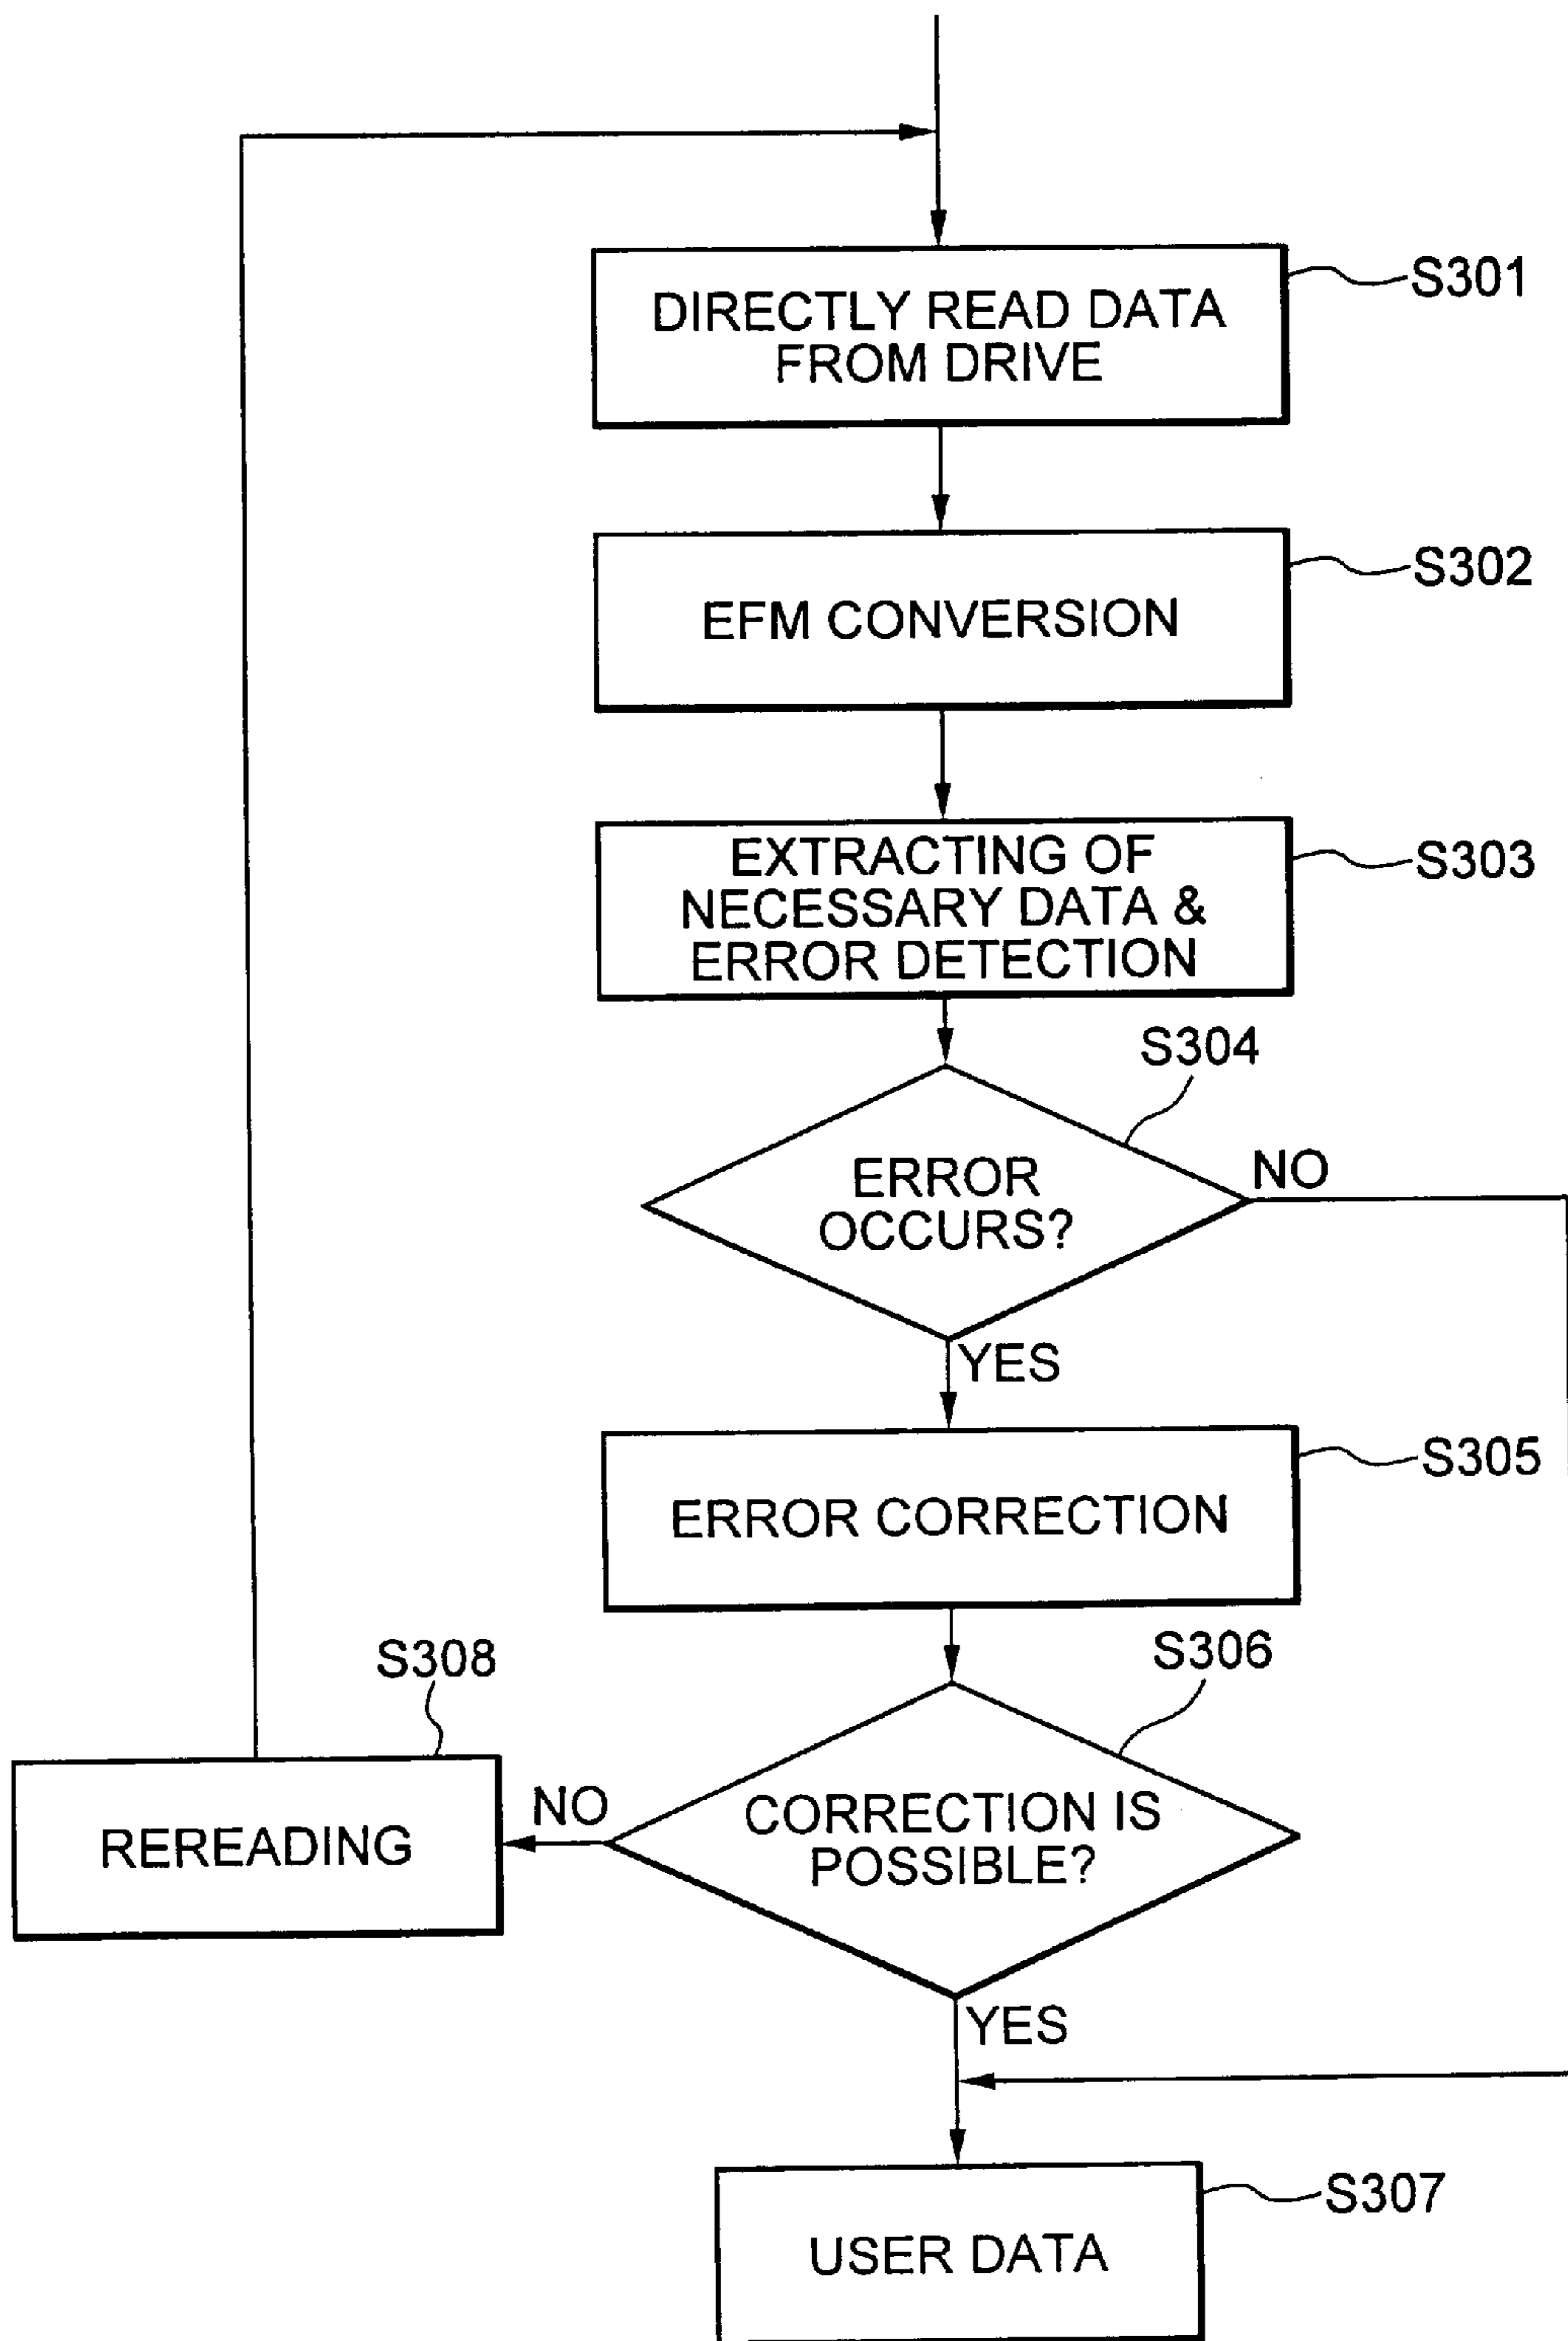 DIRECTLY READ DATA
FROM DRIVE
S301
EFM CONVERSION
S302
EXTRACTING OF
NECESSARY DATA &
ERROR DETECTION
S303
S304
ERROR
OCCURS?
NO
YES
ERROR CORRECTION
S305
S306
S308
CORRECTION IS
POSSIBLE?
NO
REREADING
YES
S307
USER DATA